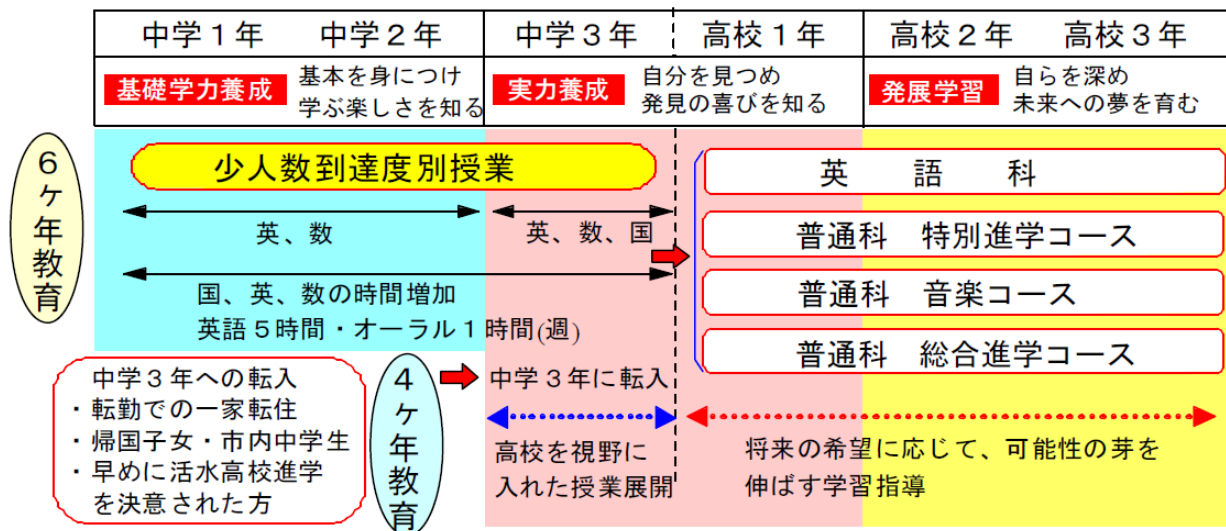 中学１年　中学２年
中学３年
高校１年
高校２年　高校３年
基礎学力養成
基本を身につけ
学ぶ楽しさを知る
実力養成
自分を見つめ
発見の喜びを知る
発展学習
自らを深め
未来への夢を育む
６ヶ年教育
少人数到達度別授業
英、数
英、数、国
国、英、数の時間増加
英語５時間・オーラル１時間(週)
英　語　科
普通科　特別進学コース
普通科　音楽コース
普通科　総合進学コース
中学３年への転入
・転勤での一家転住
・帰国子女・市内中学生
・早めに活水高校進学
を決意された方
４ヶ年教育
中学３年に転入
高校を視野に
入れた授業展開
将来の希望に応じて、可能性の芽を
伸ばす学習指導